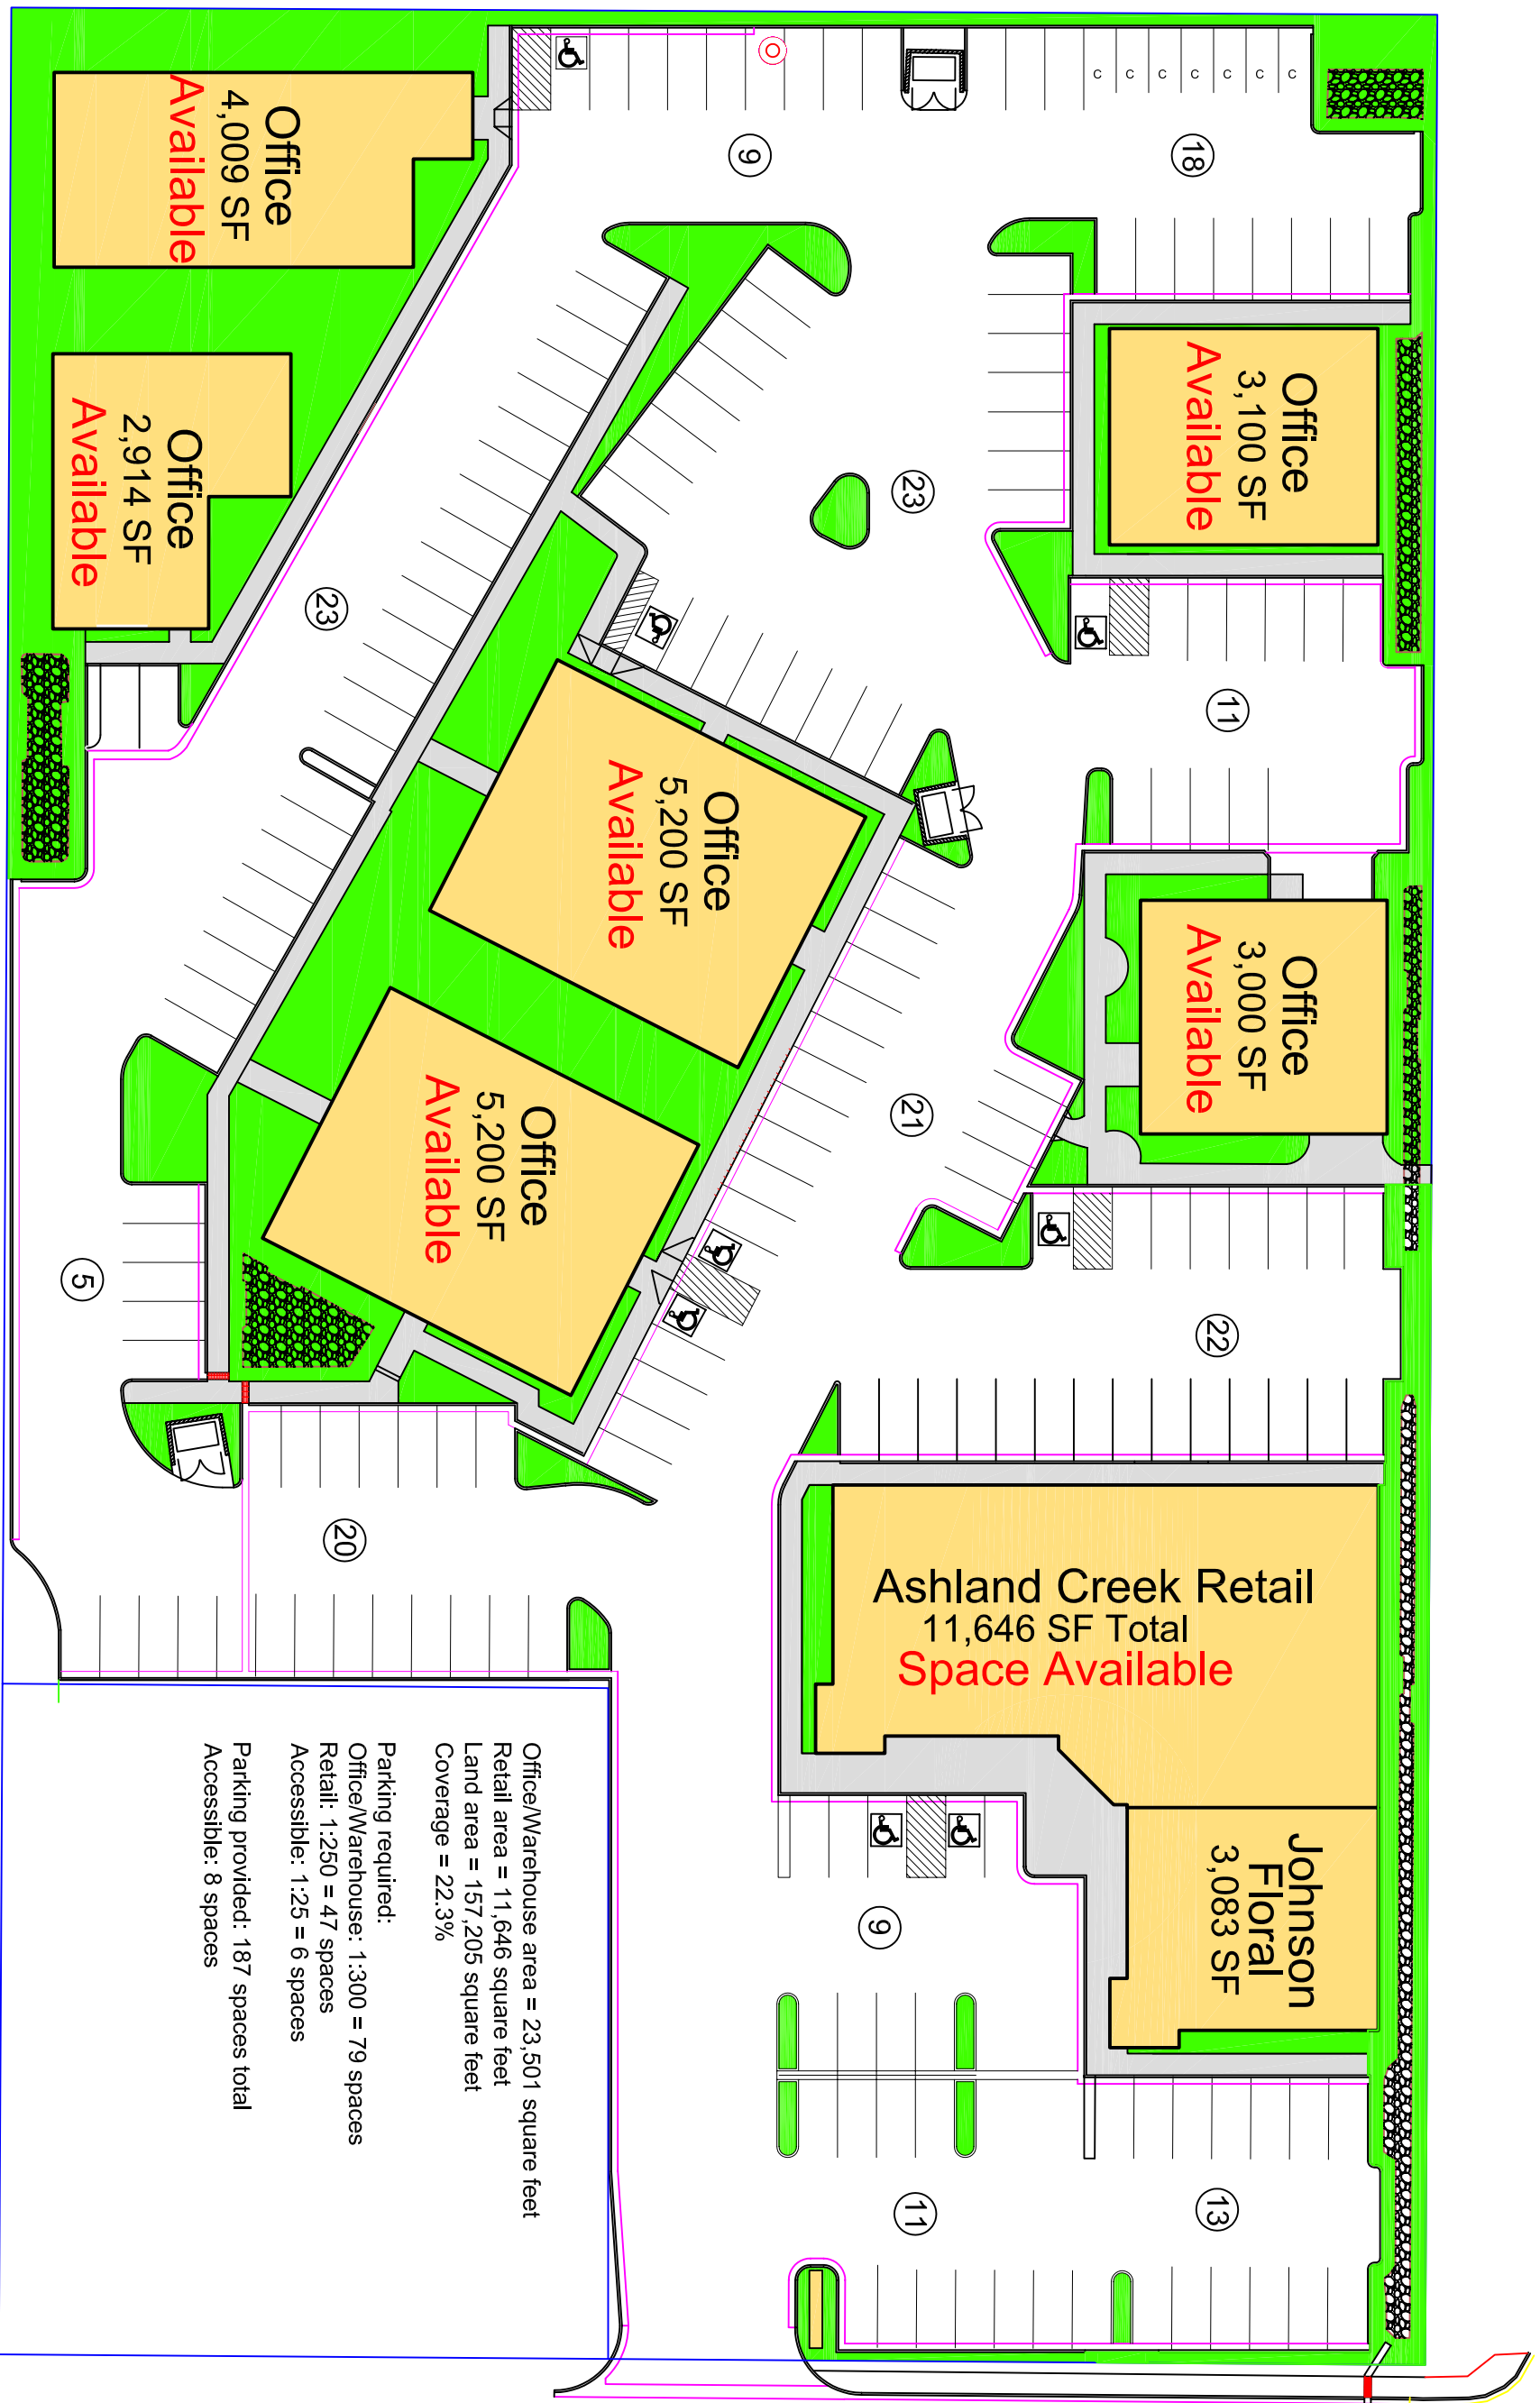 C C C C C C C
9
18
Office
4,009 SF
Available
Office
3,100 SF
Available
23
Office
2,914 SF
Available
23
11
Office
5,200 SF
Available
Office
3,000 SF
Available
21
Office
5,200 SF
Available
5
22
20
Ashland Creek Retail
11,646 SF Total
Space Available
Johnson
Floral
3,083 SF
9
11
13
Office/Warehouse area = 23,501 square feet
Retail area = 11,646 square feet
Land area = 157,205 square feet
Coverage = 22.3%
Parking required:
Office/Warehouse: 1:300 = 79 spaces
Retail: 1:250 = 47 spaces
Accessible: 1:25 = 6 spaces
Parking provided: 187 spaces total
Accessible: 8 spaces